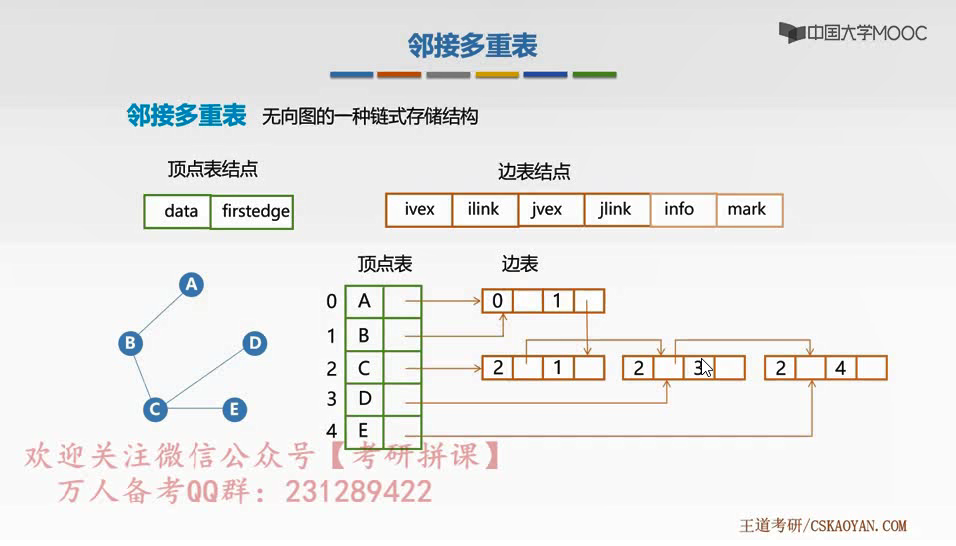 中国大学MOOC
邻接多重表
邻接多重表 无向图的一种链式存储结构
顶点表结点 边表结点
data firstedge ivex ilink jvex jlink info mark
顶点表 边表
A
0 A 0 1
B D 1 B
2 C 2 1 2 3 2 4
3 D
C E
4 E
欢迎关注微信公众号【考研拼课】
万人备考QQ群：231289422
王道考研/CSKAOYAN.COM